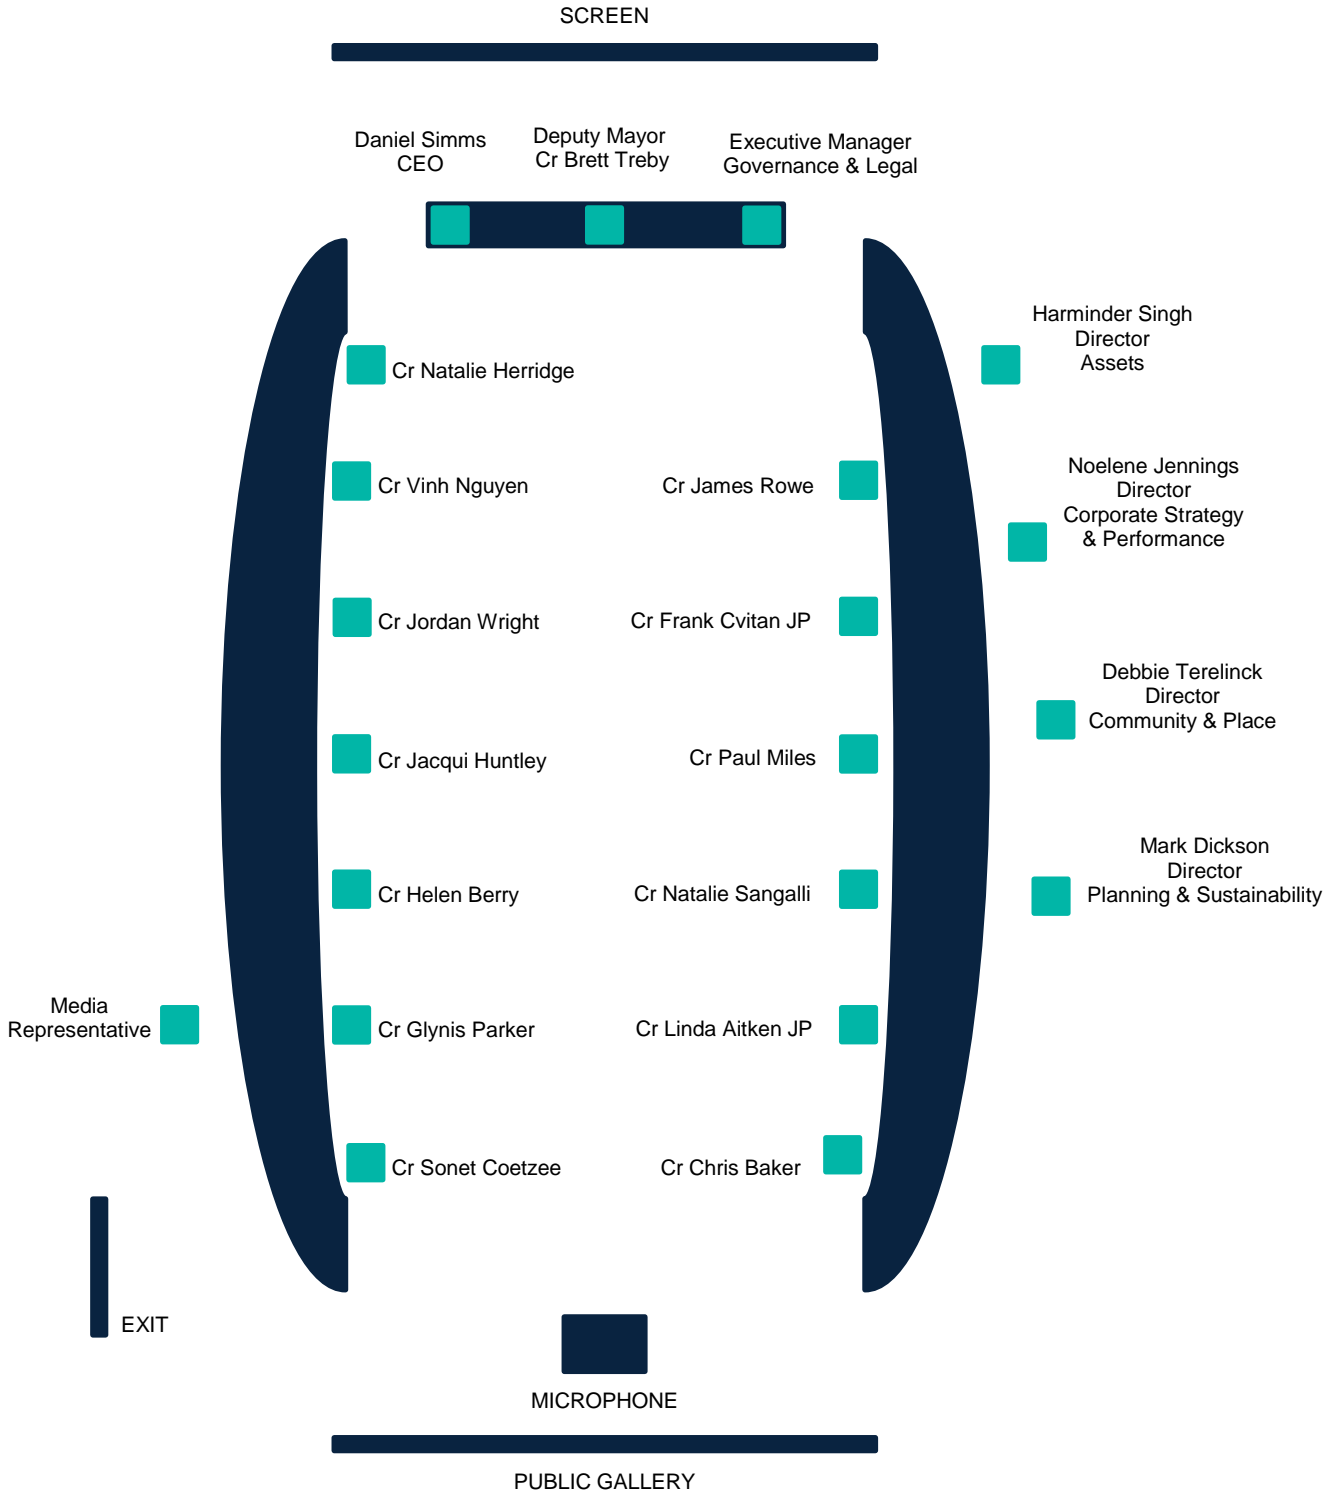 SCREEN
Daniel Simms
CEO
Deputy Mayor
Cr Brett Treby
Executive Manager
Governance & Legal
Harminder Singh
Director
Assets
Cr Natalie Herridge
Noelene Jennings
Director
Corporate Strategy
& Performance
Cr Vinh Nguyen
Cr James Rowe
Cr Jordan Wright
Cr Frank Cvitan JP
Debbie Terelinck
Director
Community & Place
Cr Jacqui Huntley
Cr Paul Miles
Mark Dickson
Director
Planning & Sustainability
Cr Helen Berry
Cr Natalie Sangalli
Media
Representative
Cr Glynis Parker
Cr Linda Aitken JP
Cr Sonet Coetzee
Cr Chris Baker
EXIT
MICROPHONE
PUBLIC GALLERY